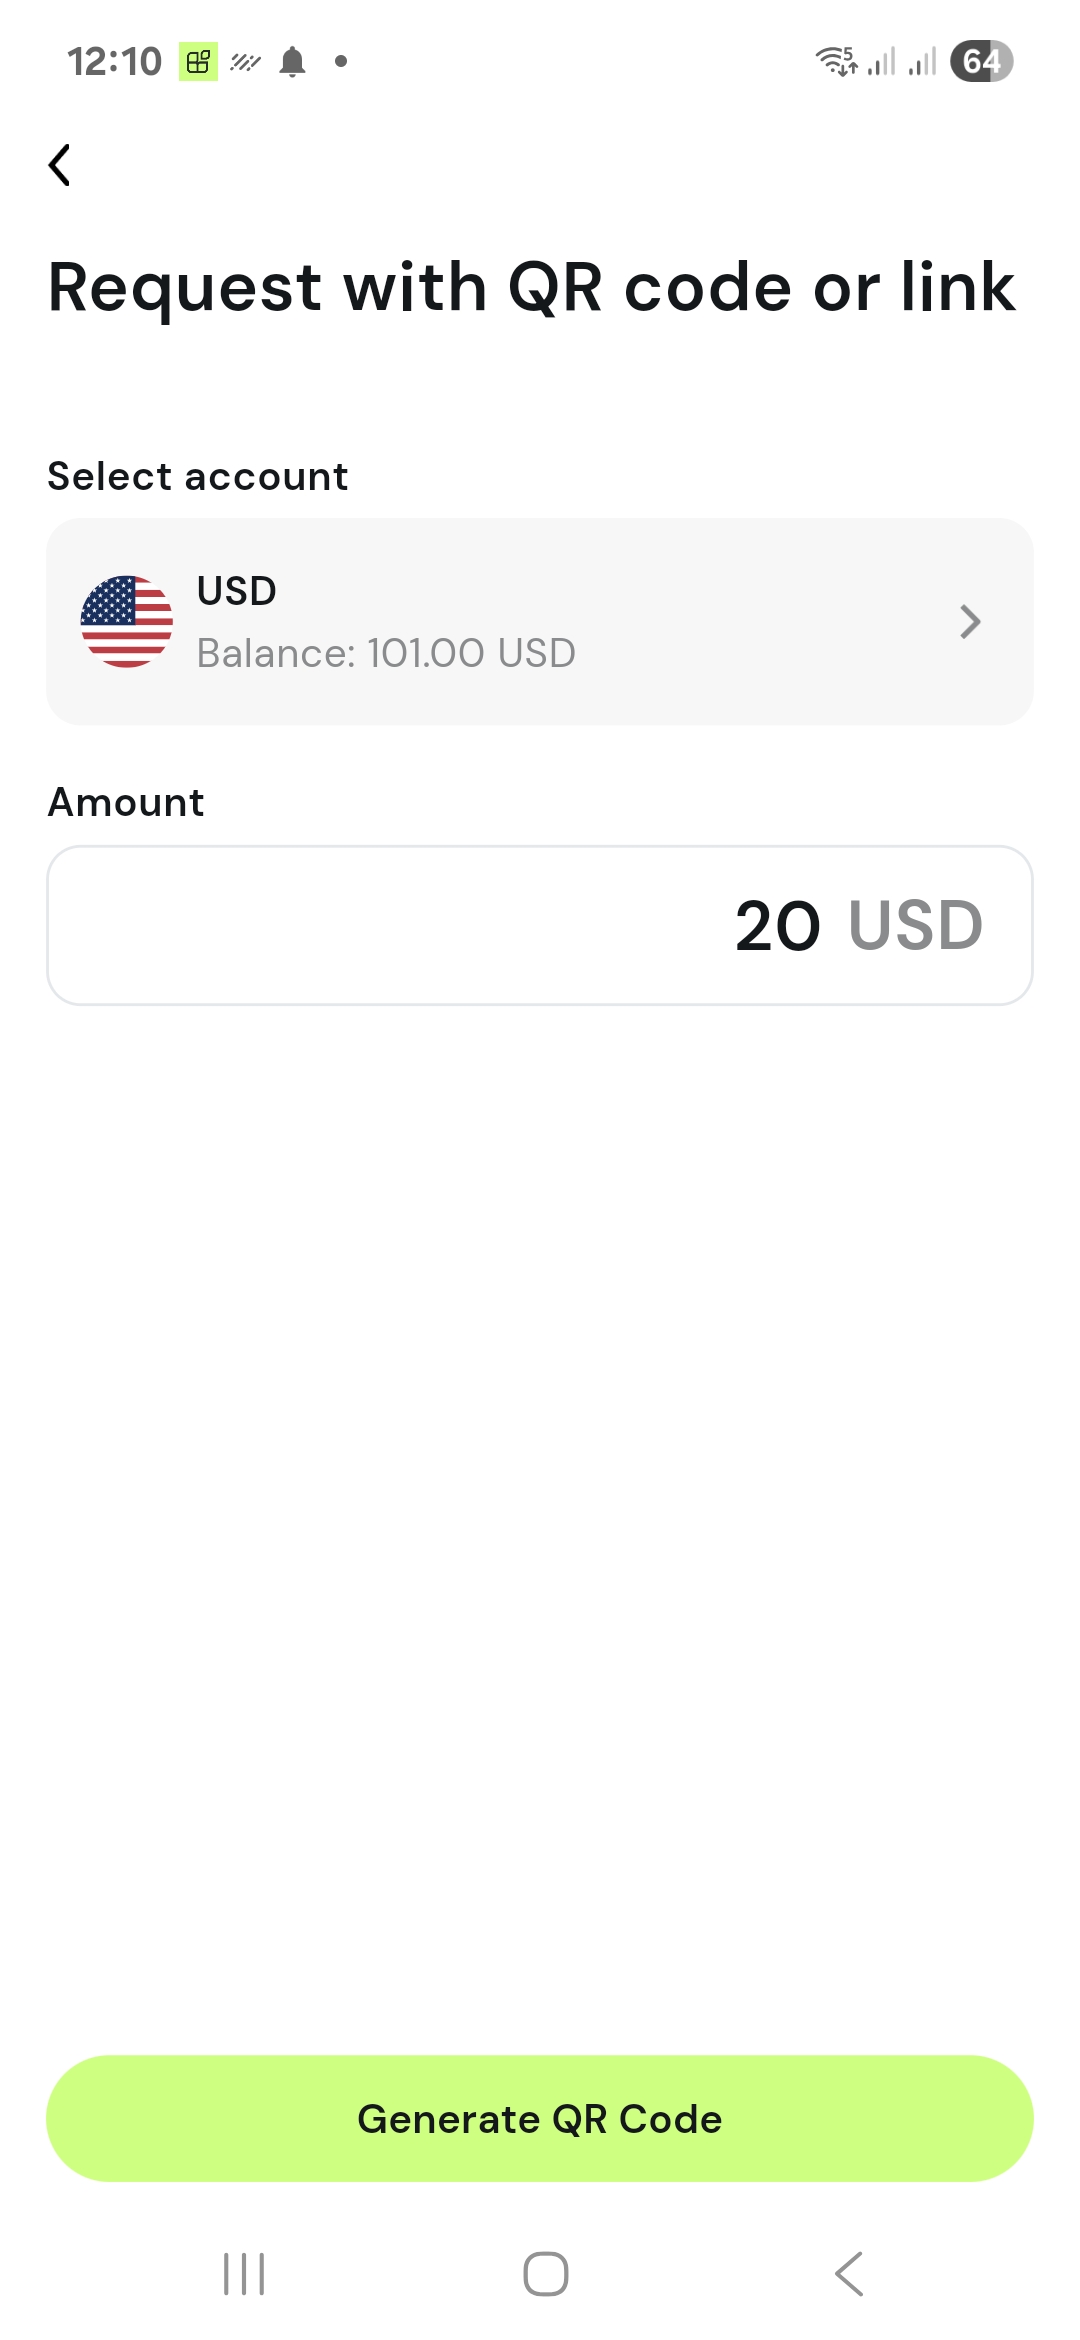 12:10
5
64
Request with QR code or link
Select account
USD
Balance: 101.00 USD
Amount
20 USD
Generate QR Code